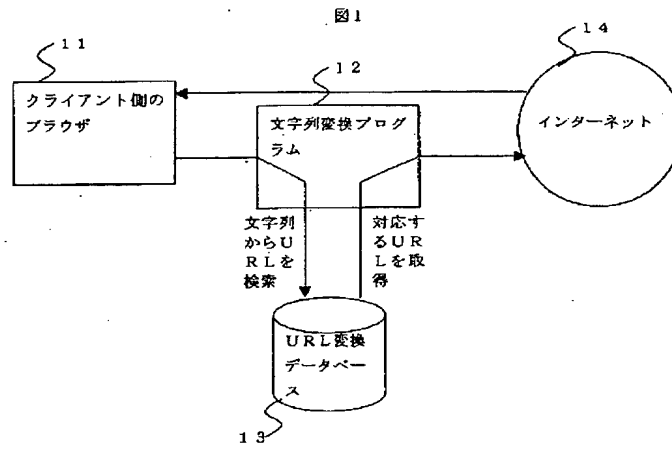 図1
11
12
14
クライアント側の
ブラウザ
文字列変換プログ
ラム
インターネット
文字列
からU
RLを
検索
対応す
るUR
Lを取
得
URL変換
データベー
ス
13